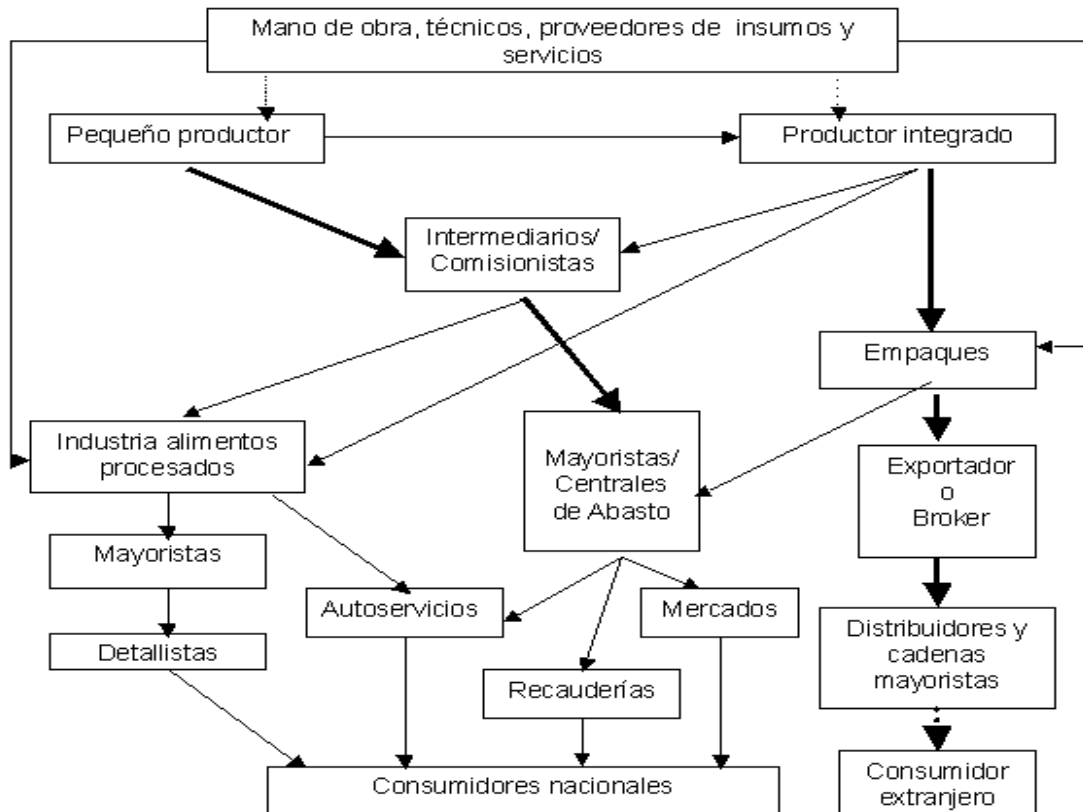 Mano de obra, técnicos, proveedores de insumos y
servicios
Pequeño productor
Productor integrado
Intermediarios/
Comisionistas
Empaques
Industria alimentos
procesados
Mayoristas/
Centrales
de Abasto
Exportador
o
Broker
Mayoristas
Autoservicios
Mercados
Distribuidores y
cadenas
mayoristas
Detallistas
Recauderías
Consumidores nacionales
Consumidor
extranjero